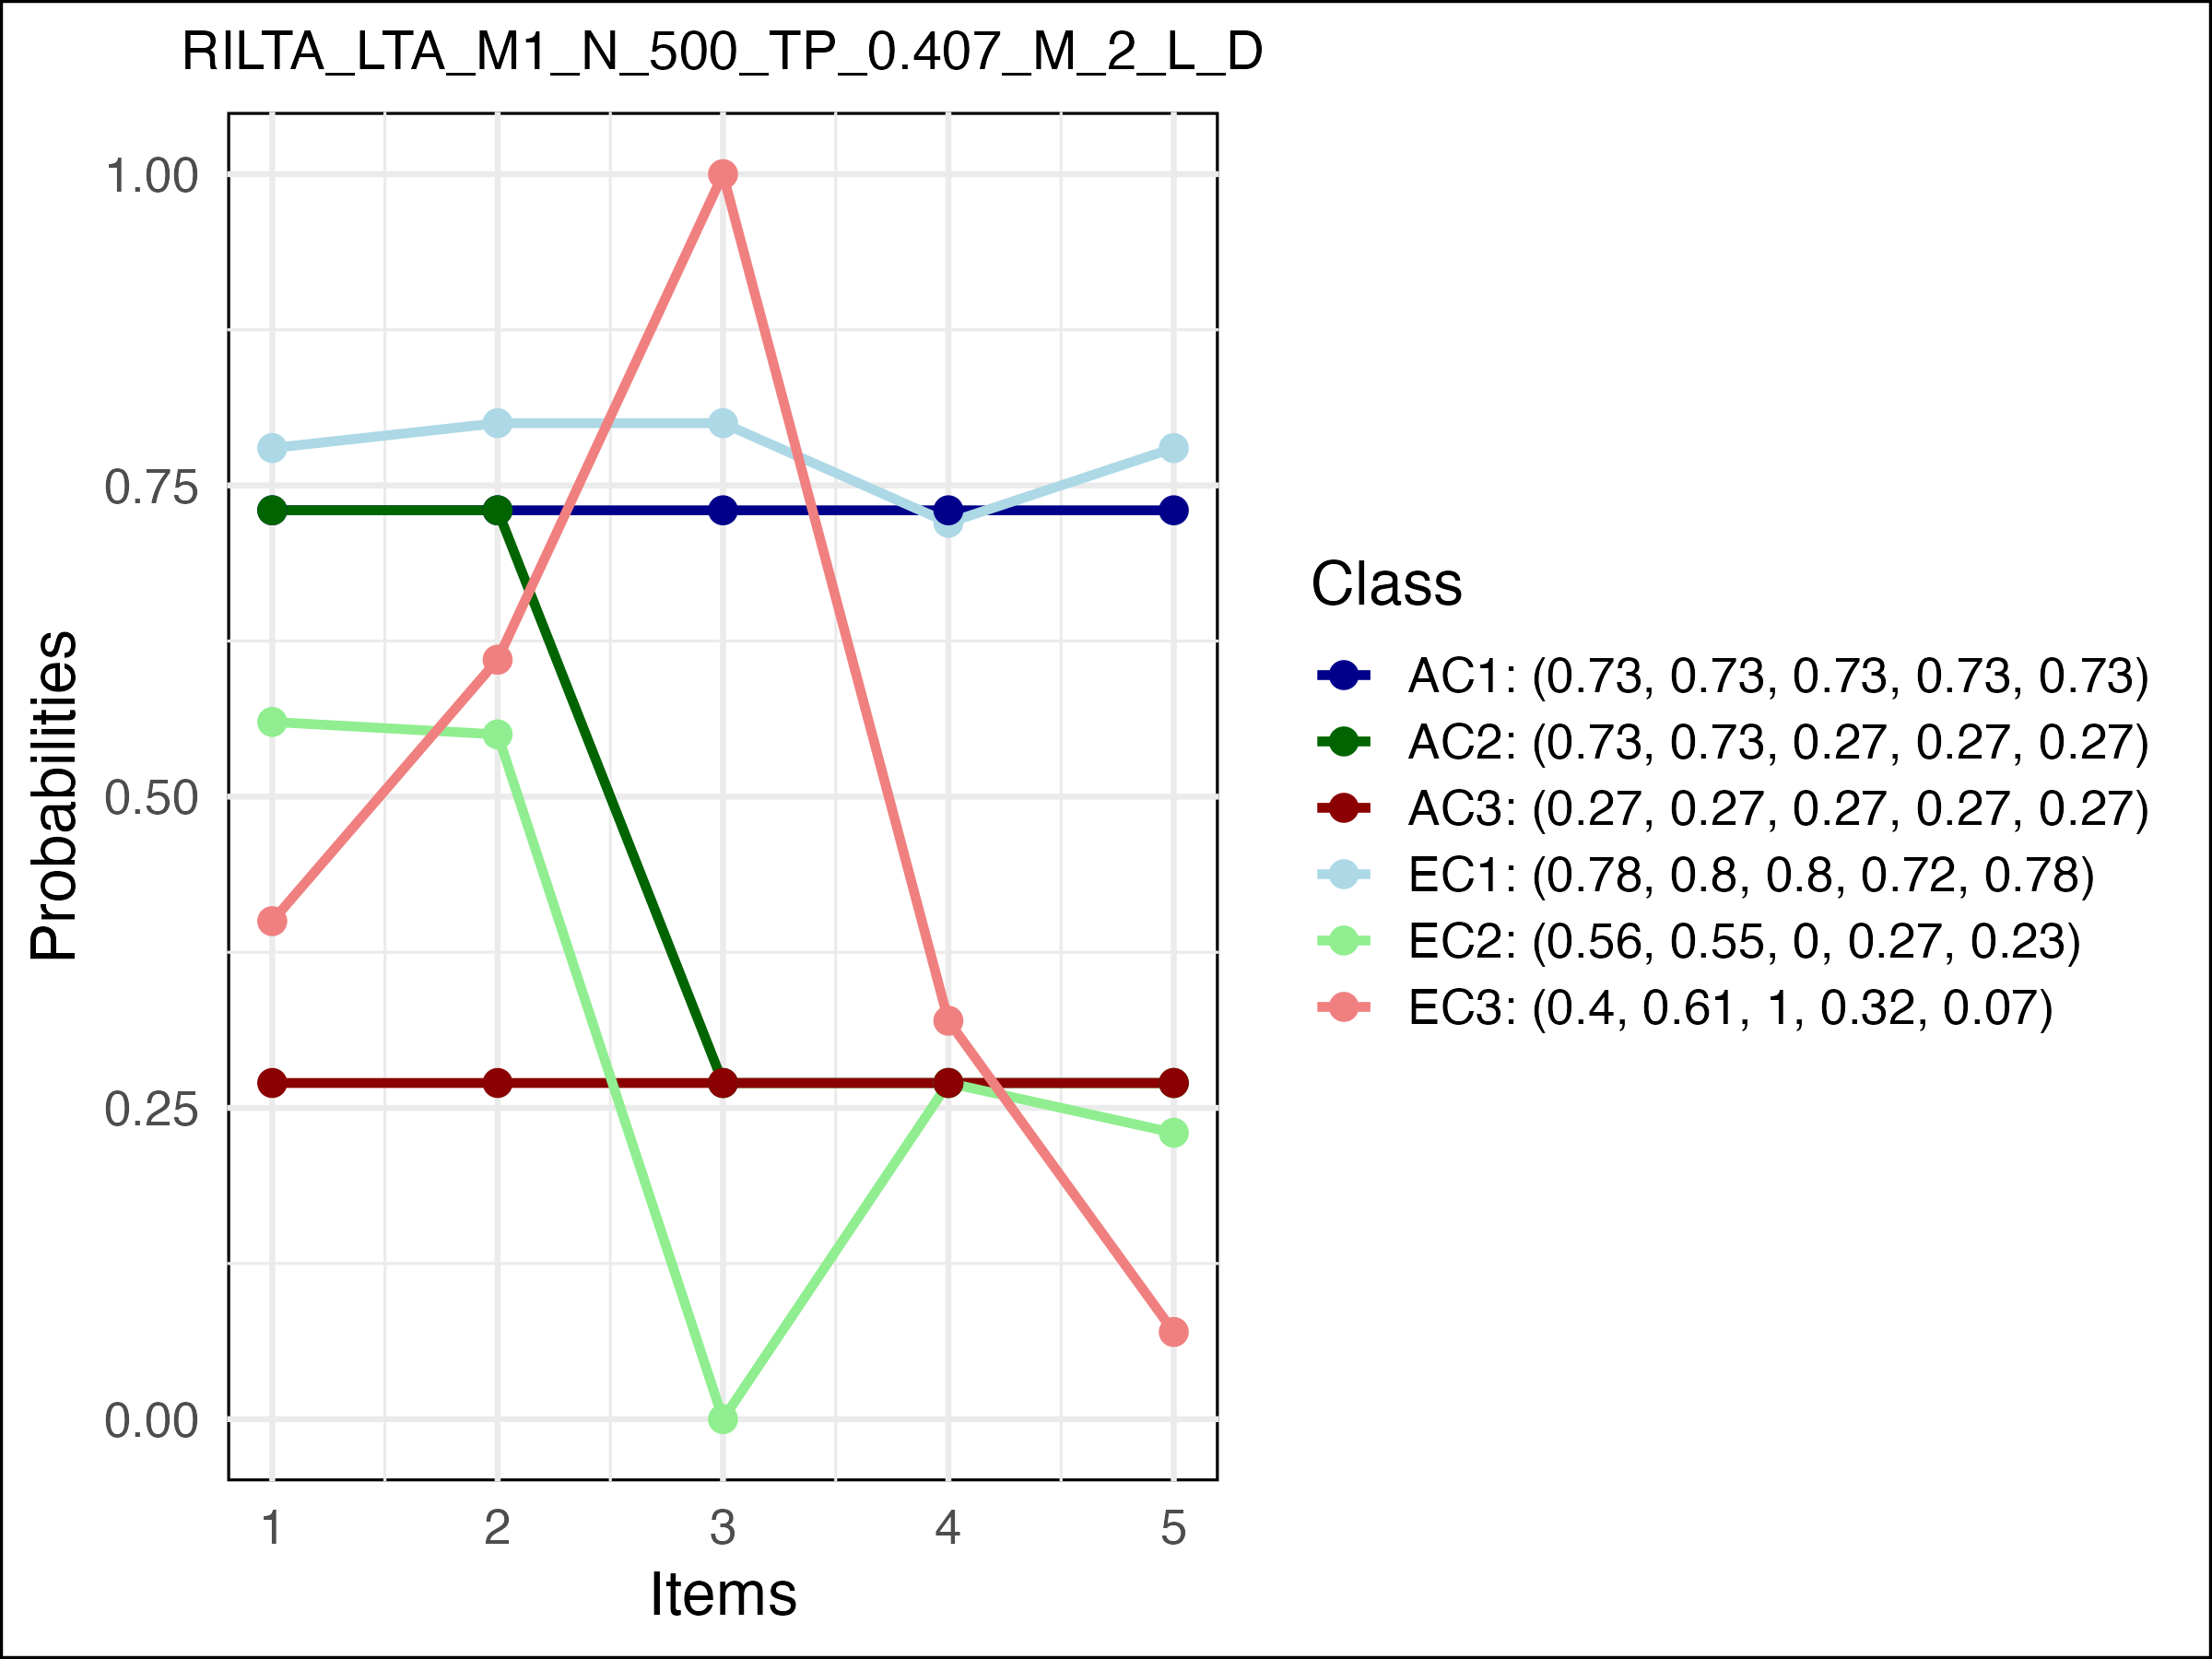 RILTA_LTA_M1_N_500_TP_0.407_M_2_L_D
Probabilities
1.00
0.75
0.50
0.25
0.00
1 2 3 4 5
Items
Class
AC1: (0.73, 0.73, 0.73, 0.73, 0.73)
AC2: (0.73, 0.73, 0.27, 0.27, 0.27)
AC3: (0.27, 0.27, 0.27, 0.27, 0.27)
EC1: (0.78, 0.8, 0.8, 0.72, 0.78)
EC2: (0.56, 0.55, 0, 0.27, 0.23)
EC3: (0.4, 0.61, 1, 0.32, 0.07)